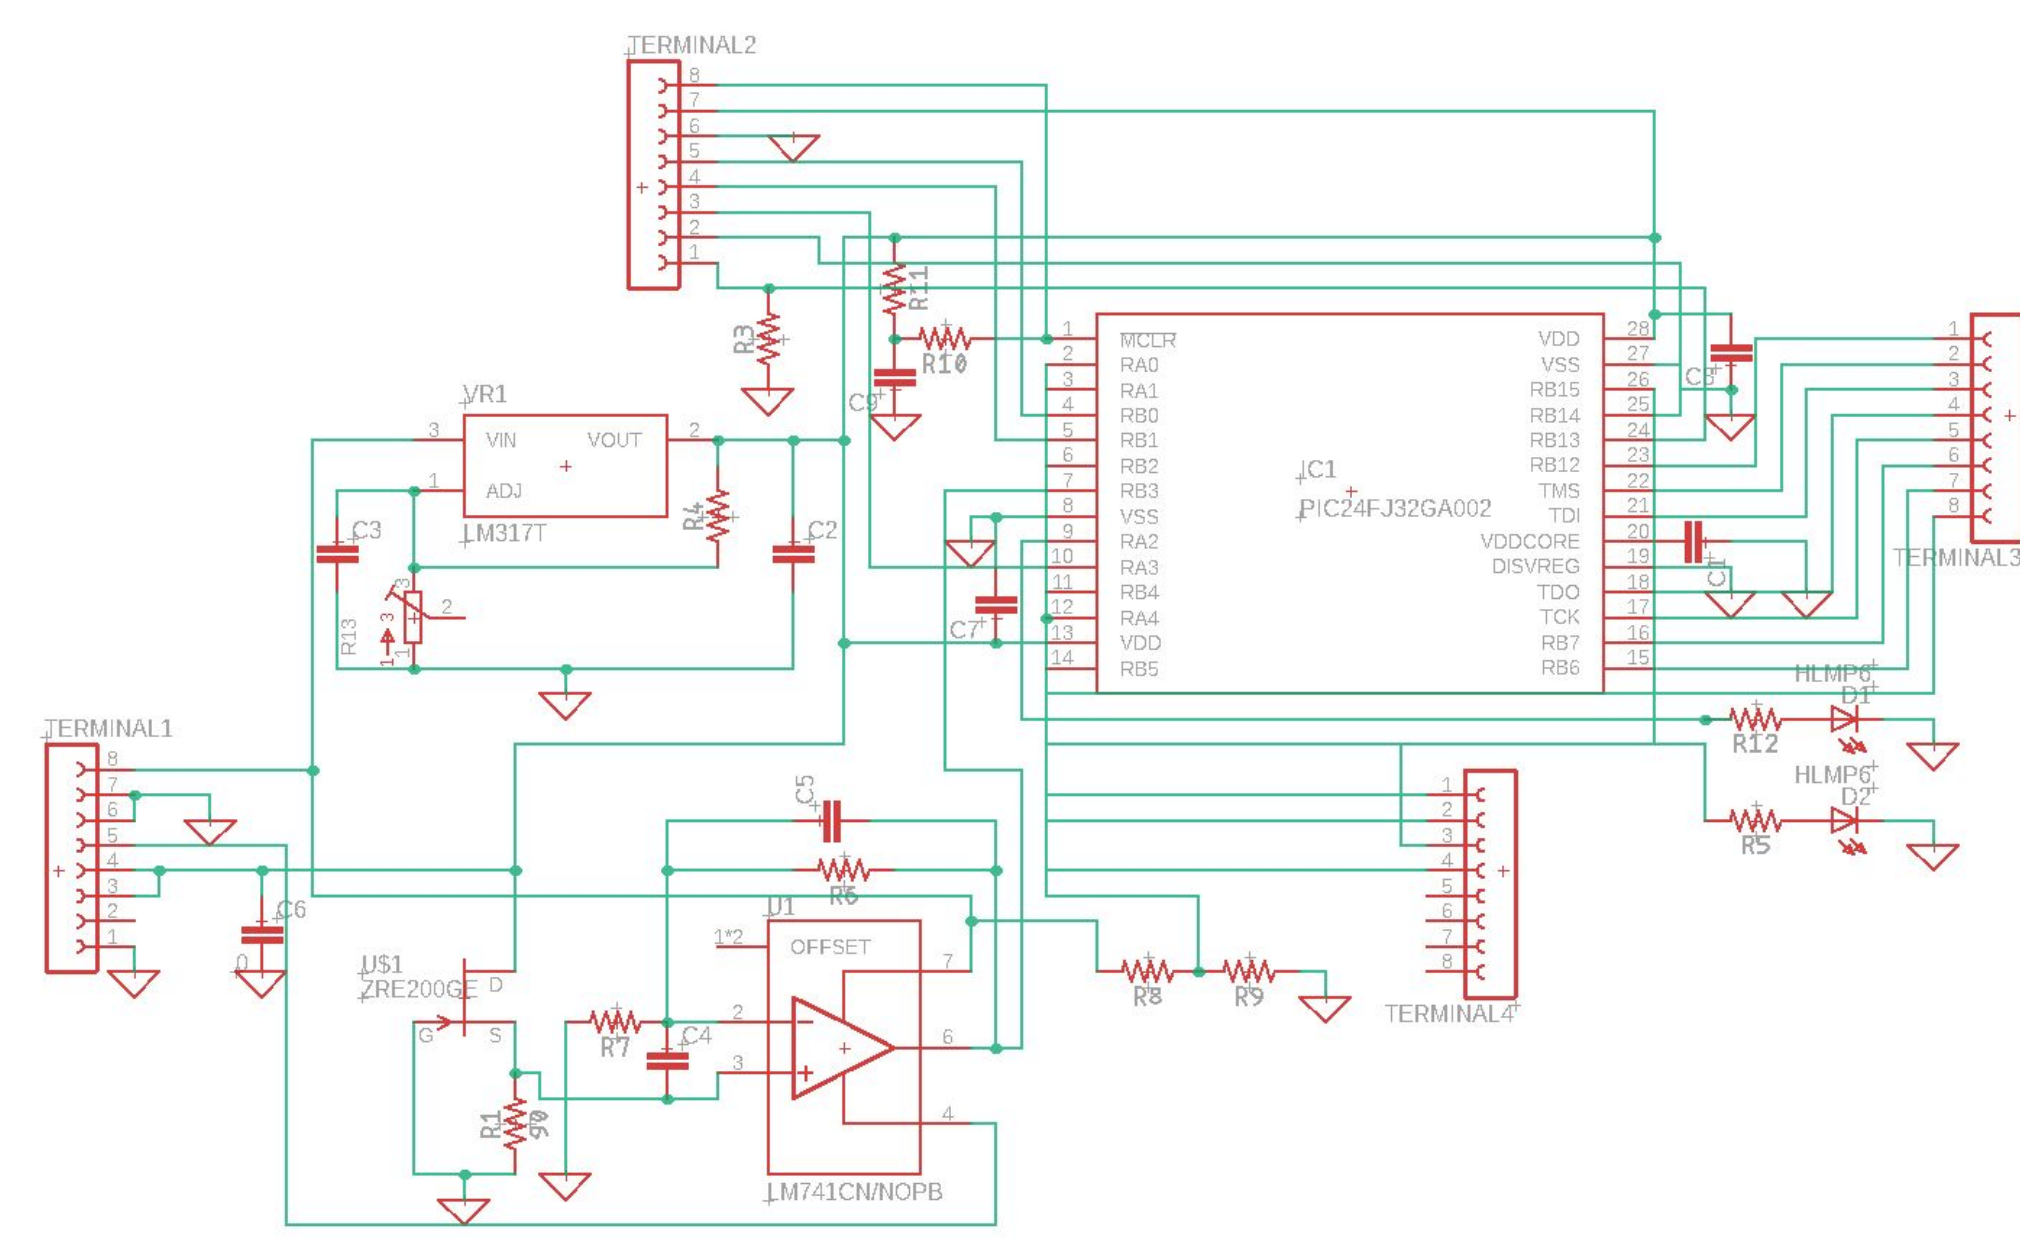 TERMINAL2
8
7
6
5
4
3
2
1
R11
R3
R10
C9
VR1
3 VIN VOUT 2
1 ADJ
LM317T
C3
R4
C2
R13
3
2
3
1
1
C7
1 MCLR
2 RA0
3 RA1
4 RB0
5 RB1
6 RB2
7 RB3
8 VSS
9 RA2
10 RA3
11 RB4
12 RA4
13 VDD
14 RB5
IC1
PIC24FJ32GA002
VDD 28
VSS 27
RB15 26
RB14 25
RB13 24
RB12 23
TMS 22
TDI 21
VDDCORE 20
DISVREG 19
TDO 18
TCK 17
RB7 16
RB6 15
C8
C1
1
2
3
4
5
6
7
8
TERMINAL3
HLMP6
D1
R12
HLMP6
D2
R5
TERMINAL1
8
7
6
5
4
3
2
1
C6
0
C5
R6
U1
1*2 OFFSET
7
2
6
3
4
LM741CN/NOPB
U$1
ZRE200GE
D
G
S
R7
C4
R1
90
R8
R9
1
2
3
4
5
6
7
8
TERMINAL4